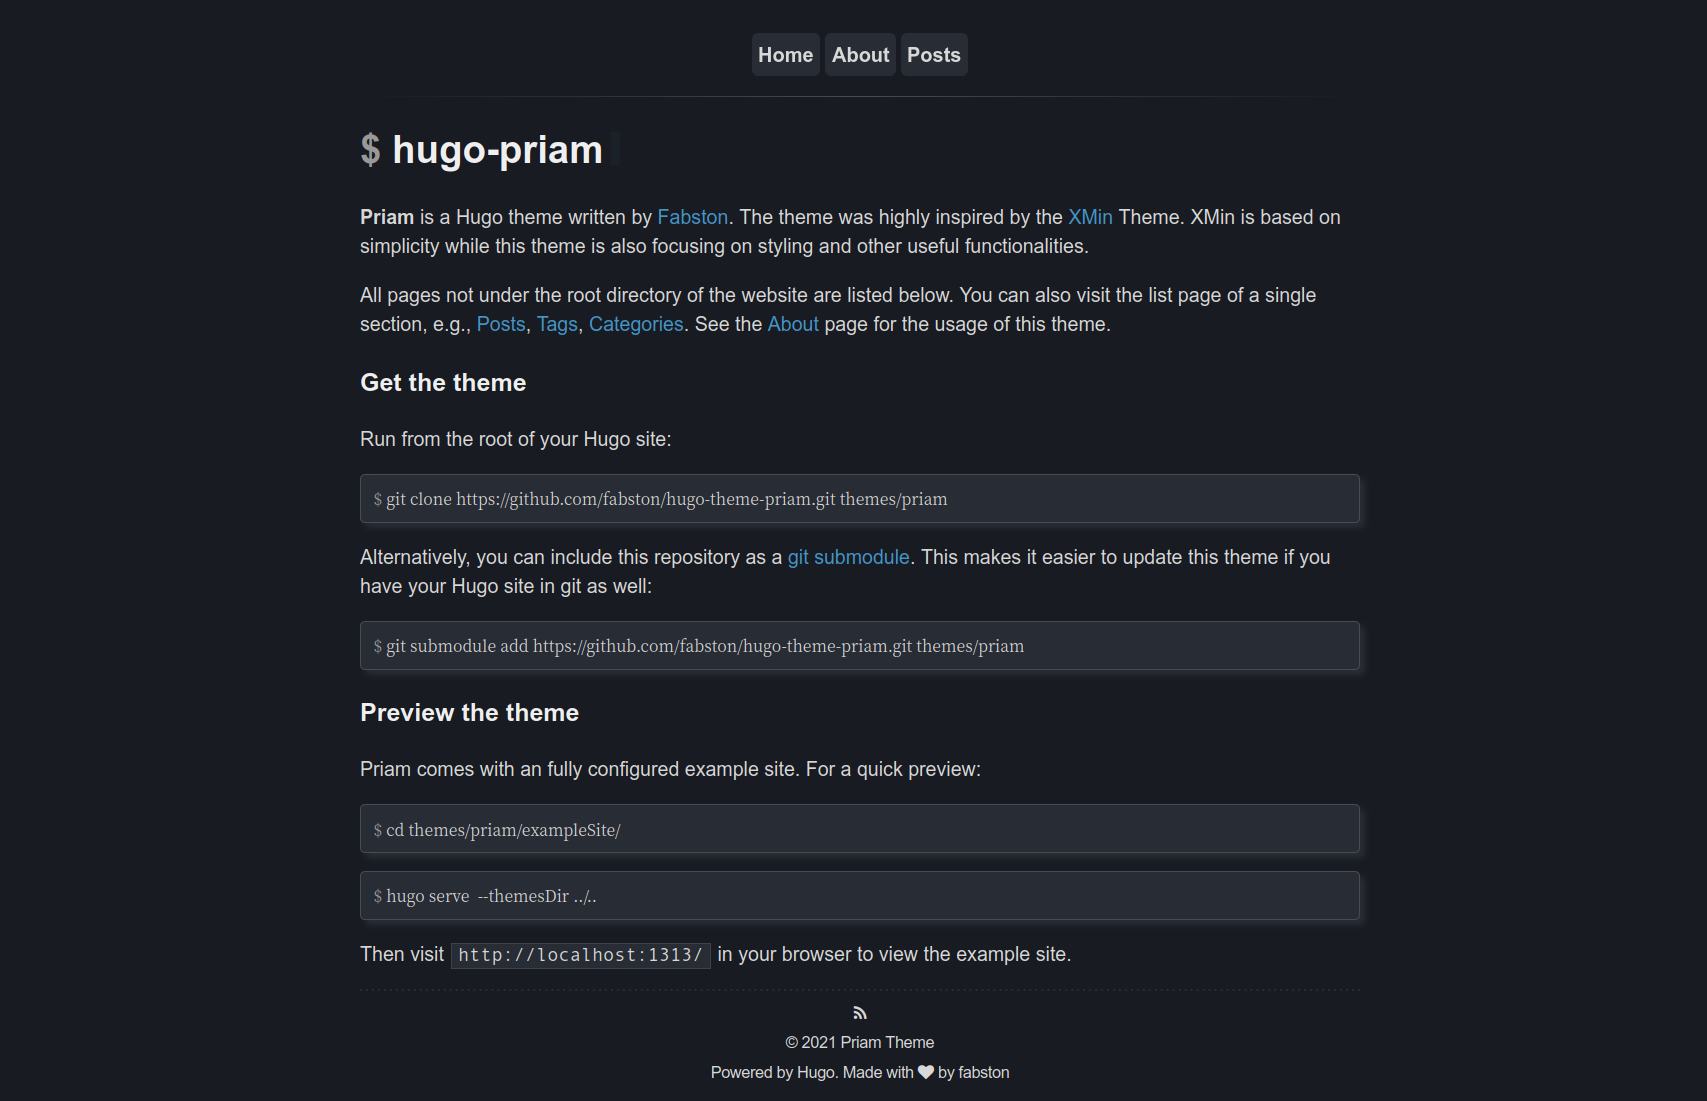 Home About Posts
$ hugo-priam
Priam is a Hugo theme written by Fabston. The theme was highly inspired by the XMin Theme. XMin is based on
simplicity while this theme is also focusing on styling and other useful functionalities.
All pages not under the root directory of the website are listed below. You can also visit the list page of a single
section, e.g., Posts, Tags, Categories. See the About page for the usage of this theme.
Get the theme
Run from the root of your Hugo site:
$ git clone https://github.com/fabston/hugo-theme-priam.git themes/priam
Alternatively, you can include this repository as a git submodule. This makes it easier to update this theme if you
have your Hugo site in git as well:
$ git submodule add https://github.com/fabston/hugo-theme-priam.git themes/priam
Preview the theme
Priam comes with an fully configured example site. For a quick preview:
$ cd themes/priam/exampleSite/
$ hugo serve  --themesDir ../..
Then visit http://localhost:1313/ in your browser to view the example site.
© 2021 Priam Theme
Powered by Hugo. Made with ♥ by fabston